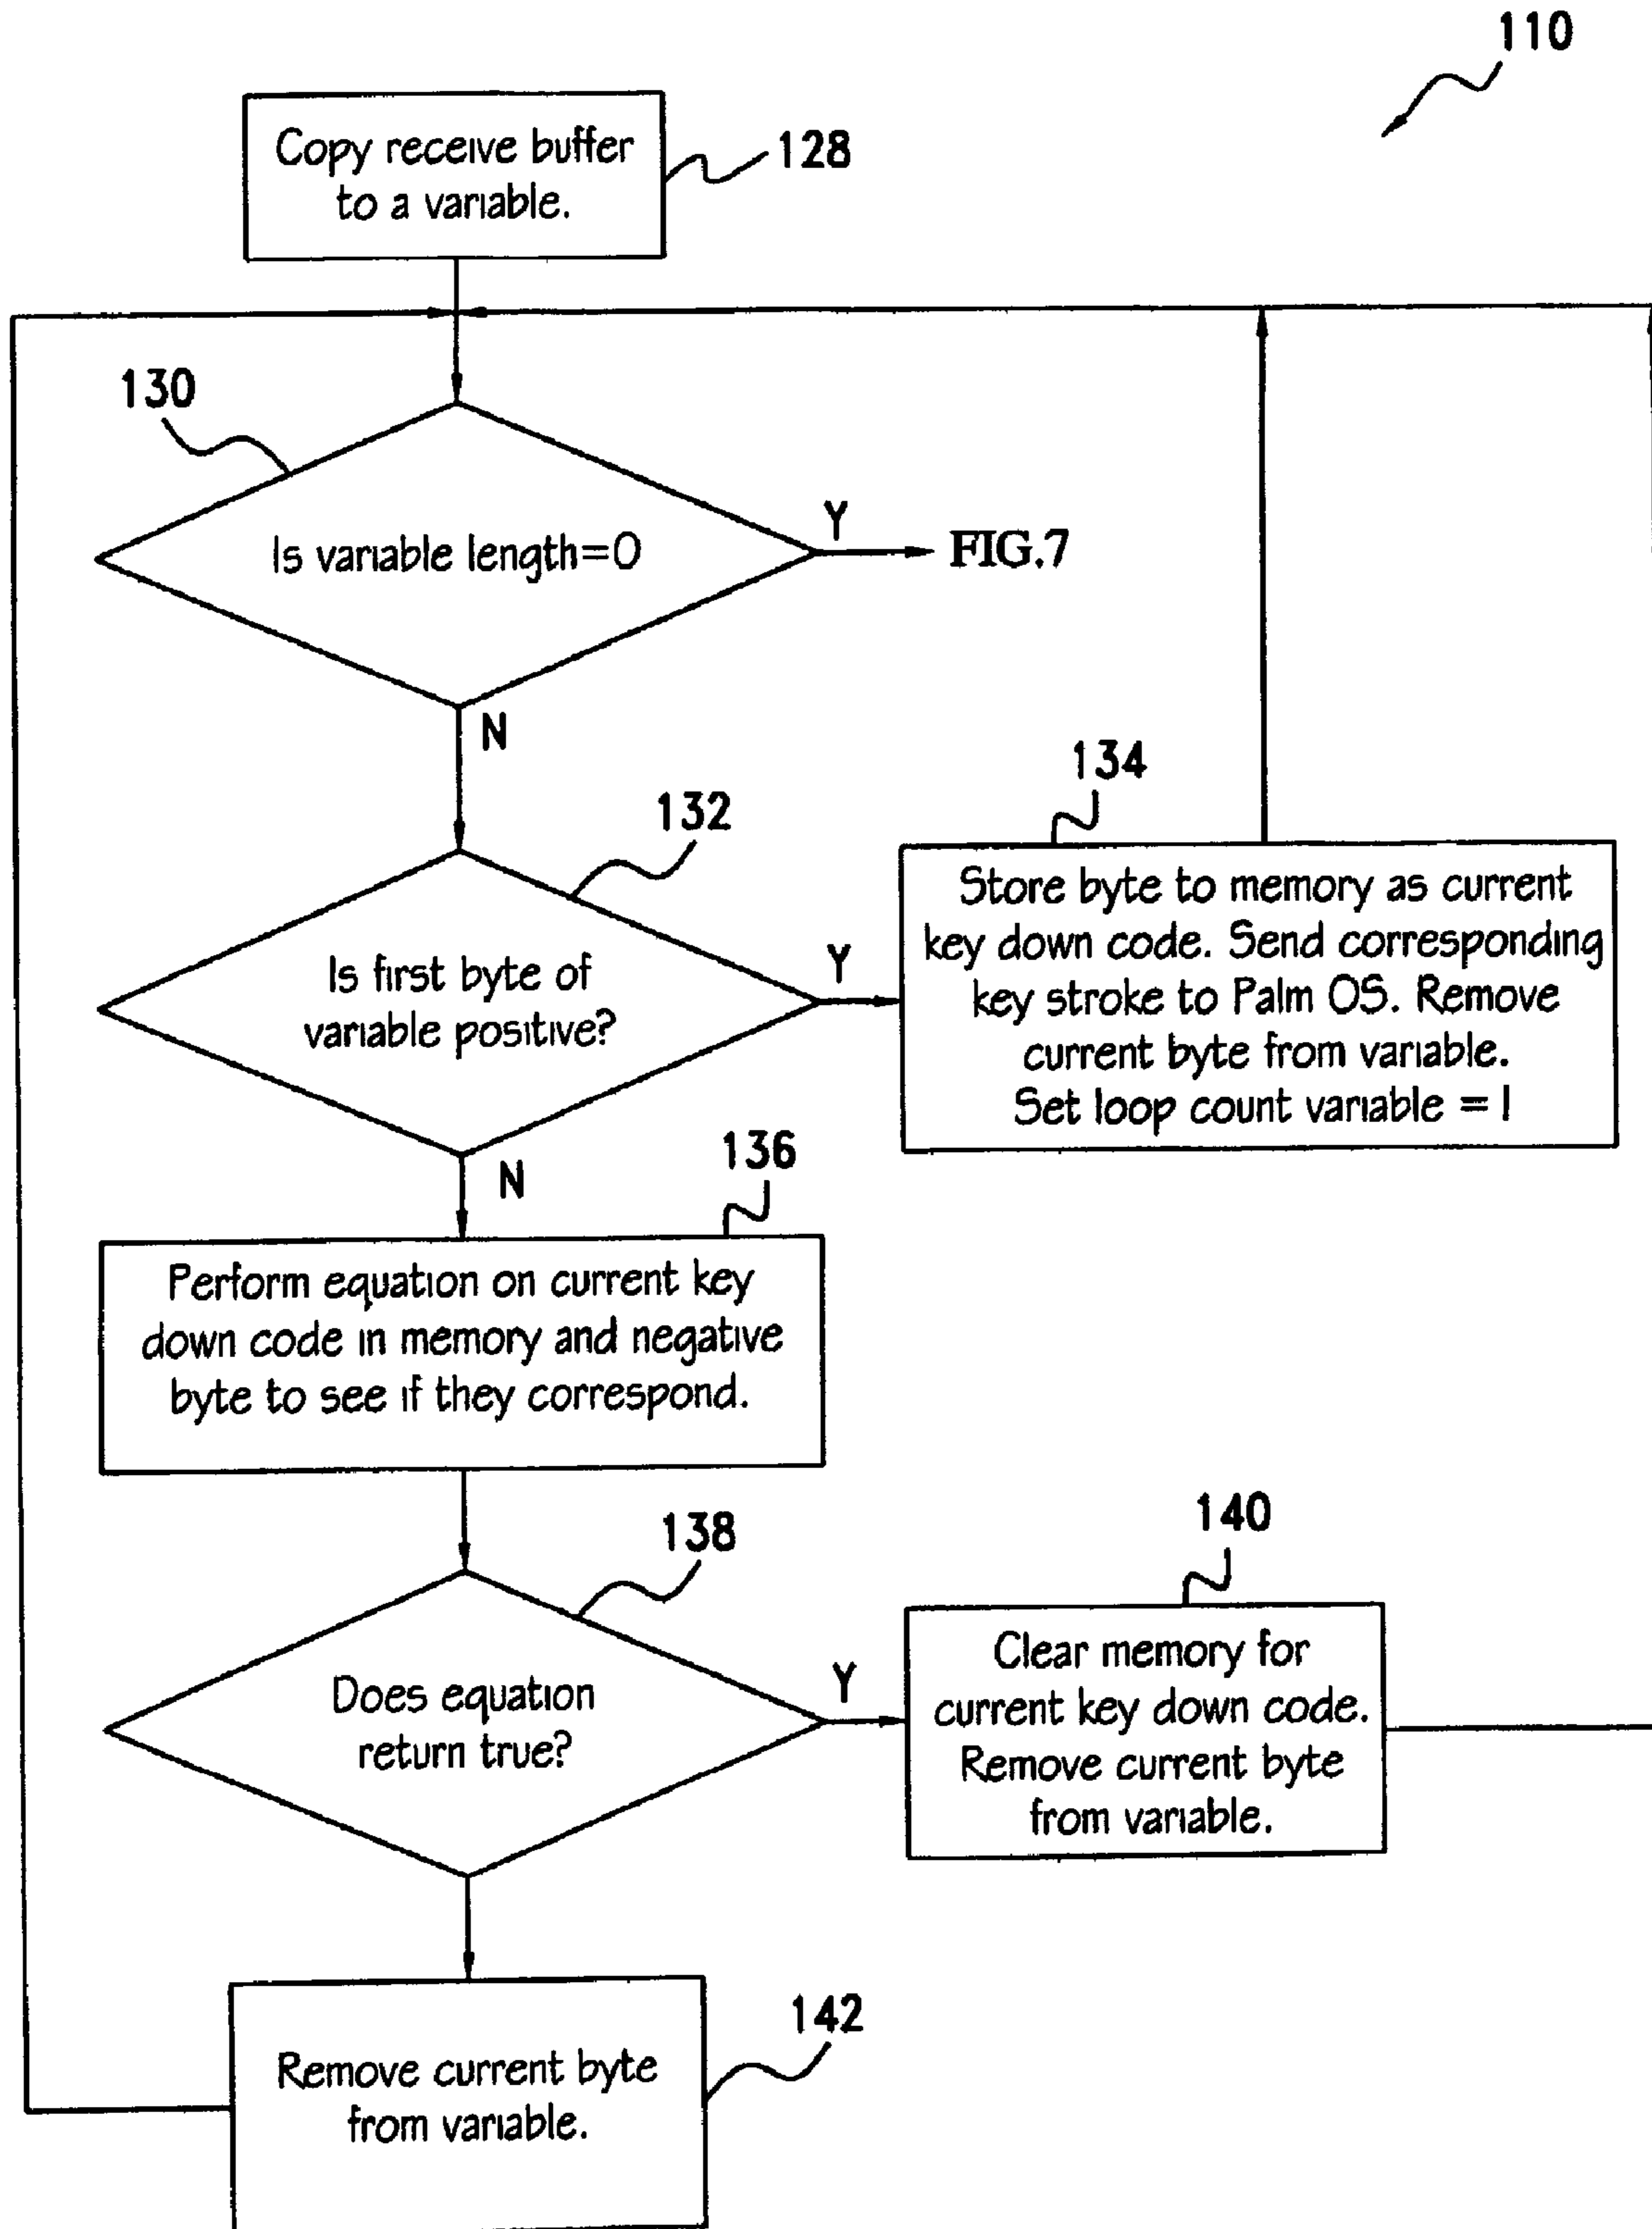 110
Copy receive buffer
to a variable.
128
130
Is variable length=0
Y
FIG.7
N
132
Is first byte of
variable positive?
Y
134
Store byte to memory as current
key down code. Send corresponding
key stroke to Palm OS. Remove
current byte from variable.
Set loop count variable = 1
N
136
Perform equation on current key
down code in memory and negative
byte to see if they correspond.
138
Does equation
return true?
Y
140
Clear memory for
current key down code.
Remove current byte
from variable.
142
Remove current byte
from variable.